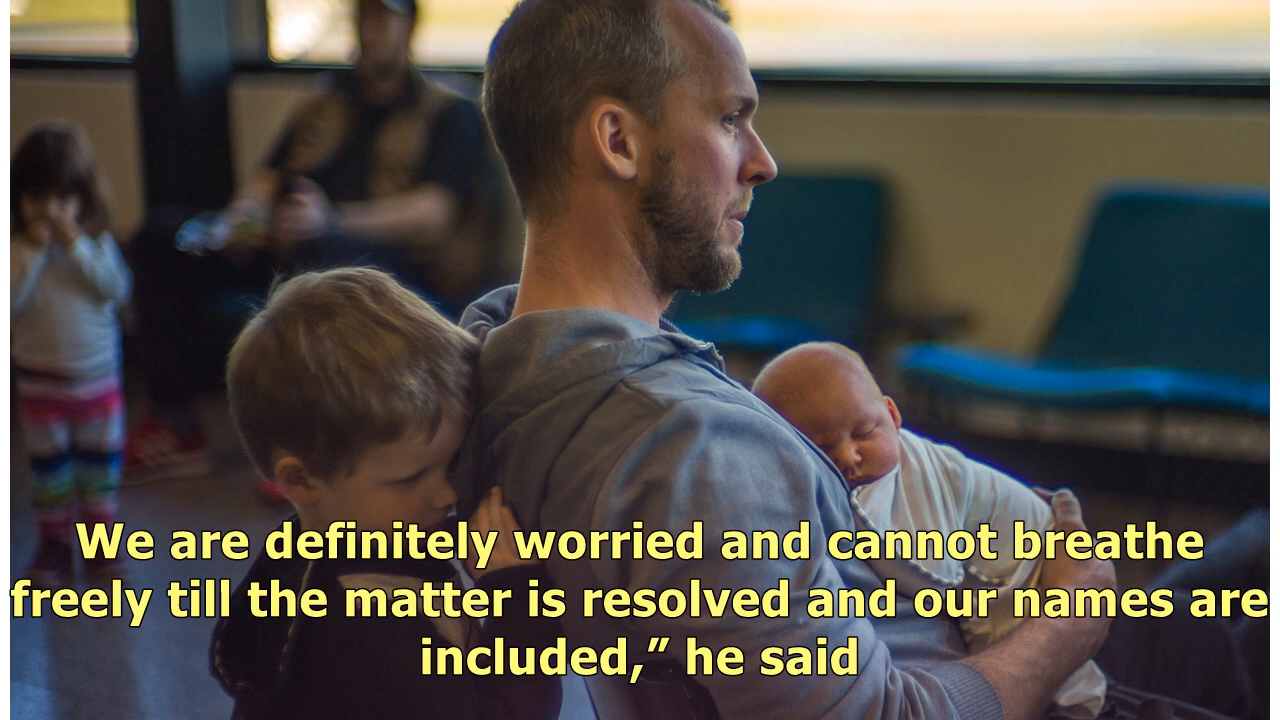 We are definitely worried and cannot breathe
freely till the matter is resolved and our names are
included,” he said